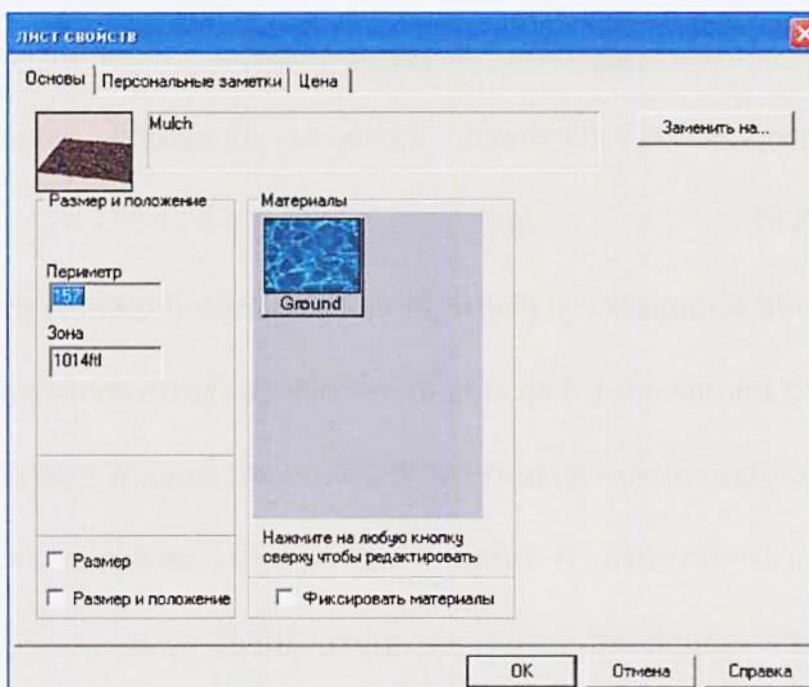 лист свойств
Основы Персональные заметки Цена
Mulch
Заменить на...
Размер и положение
Материалы
Периметр
157
Ground
Зона
1014ftl
Нажмите на любую кнопку
сверху чтобы редактировать
Размер
Размер и положение
Фиксировать материалы
OK Отмена Справка